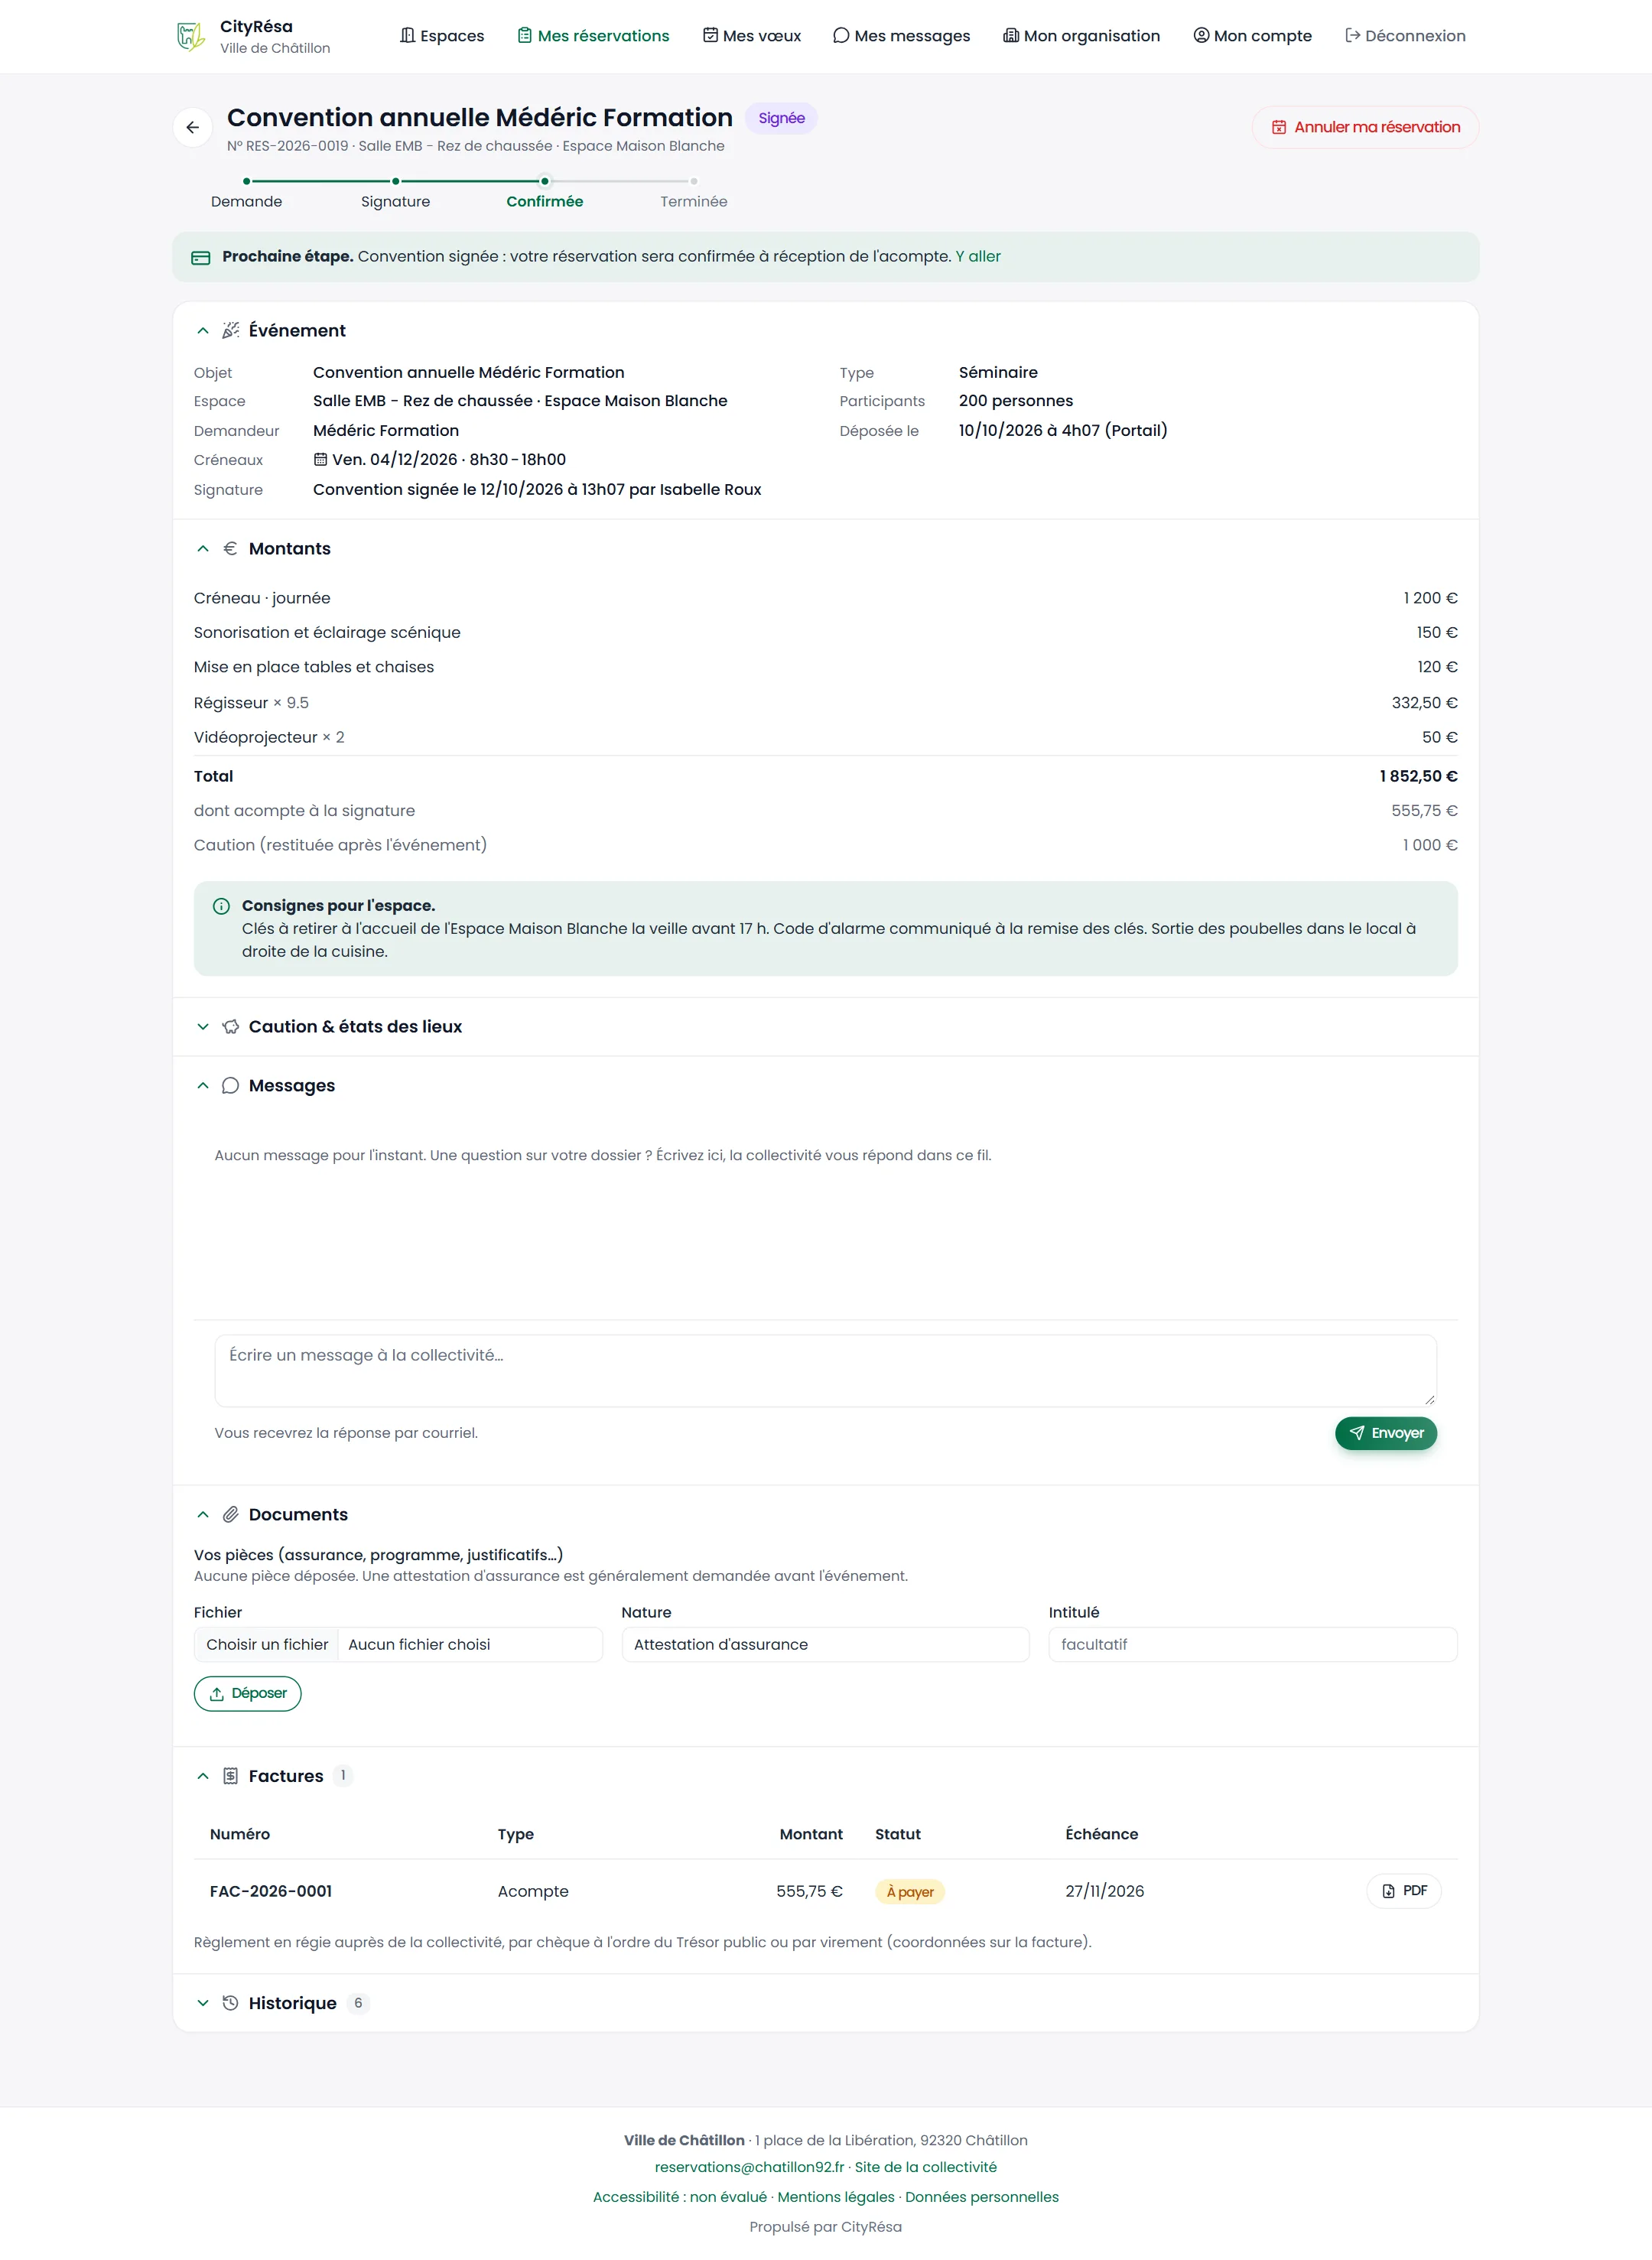 CityRésa
Ville de Châtillon
Espaces
Mes réservations
Mes vœux
Mes messages
Mon organisation
Mon compte
Déconnexion
Convention annuelle Médéric Formation
Signée
N° RES-2026-0019 · Salle EMB - Rez de chaussée · Espace Maison Blanche
Annuler ma réservation
Demande
Signature
Confirmée
Terminée
Prochaine étape. Convention signée : votre réservation sera confirmée à réception de l'acompte. Y aller
Événement
Objet Convention annuelle Médéric Formation
Espace Salle EMB - Rez de chaussée · Espace Maison Blanche
Demandeur Médéric Formation
Créneaux Ven. 04/12/2026 · 8h30 - 18h00
Signature Convention signée le 12/10/2026 à 13h07 par Isabelle Roux
Type Séminaire
Participants 200 personnes
Déposée le 10/10/2026 à 4h07 (Portail)
€ Montants
Créneau · journée 1 200 €
Sonorisation et éclairage scénique 150 €
Mise en place tables et chaises 120 €
Régisseur × 9.5 332,50 €
Vidéoprojecteur × 2 50 €
Total 1 852,50 €
dont acompte à la signature 555,75 €
Caution (restituée après l'événement) 1 000 €
Consignes pour l'espace.
Clés à retirer à l'accueil de l'Espace Maison Blanche la veille avant 17 h. Code d'alarme communiqué à la remise des clés. Sortie des poubelles dans le local à
droite de la cuisine.
Caution & états des lieux
Messages
Aucun message pour l'instant. Une question sur votre dossier ? Écrivez ici, la collectivité vous répond dans ce fil.
Écrire un message à la collectivité...
Vous recevrez la réponse par courriel.
Envoyer
Documents
Vos pièces (assurance, programme, justificatifs...)
Aucune pièce déposée. Une attestation d'assurance est généralement demandée avant l'événement.
Fichier Nature Intitulé
Choisir un fichier Aucun fichier choisi Attestation d'assurance facultatif
Déposer
Factures 1
Numéro Type Montant Statut Échéance
FAC-2026-0001 Acompte 555,75 € À payer 27/11/2026 PDF
Règlement en régie auprès de la collectivité, par chèque à l'ordre du Trésor public ou par virement (coordonnées sur la facture).
Historique 6
Ville de Châtillon · 1 place de la Libération, 92320 Châtillon
reservations@chatillon92.fr · Site de la collectivité
Accessibilité : non évalué · Mentions légales · Données personnelles
Propulsé par CityRésa